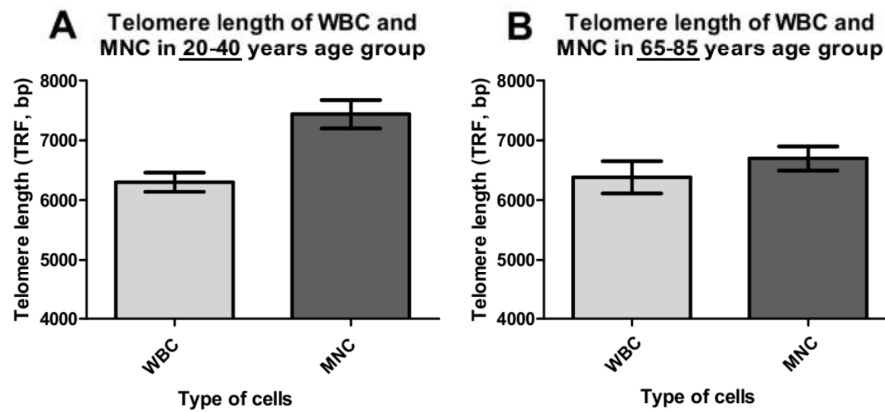 A
Telomere length of WBC and
MNC in 20-40 years age group
Telomere length (TRF, bp)
8000
7000
6000
5000
4000
WBC
MNC
Type of cells
B
Telomere length of WBC and
MNC in 65-85 years age group
Telomere length (TRF, bp)
8000
7000
6000
5000
4000
WBC
MNC
Type of cells